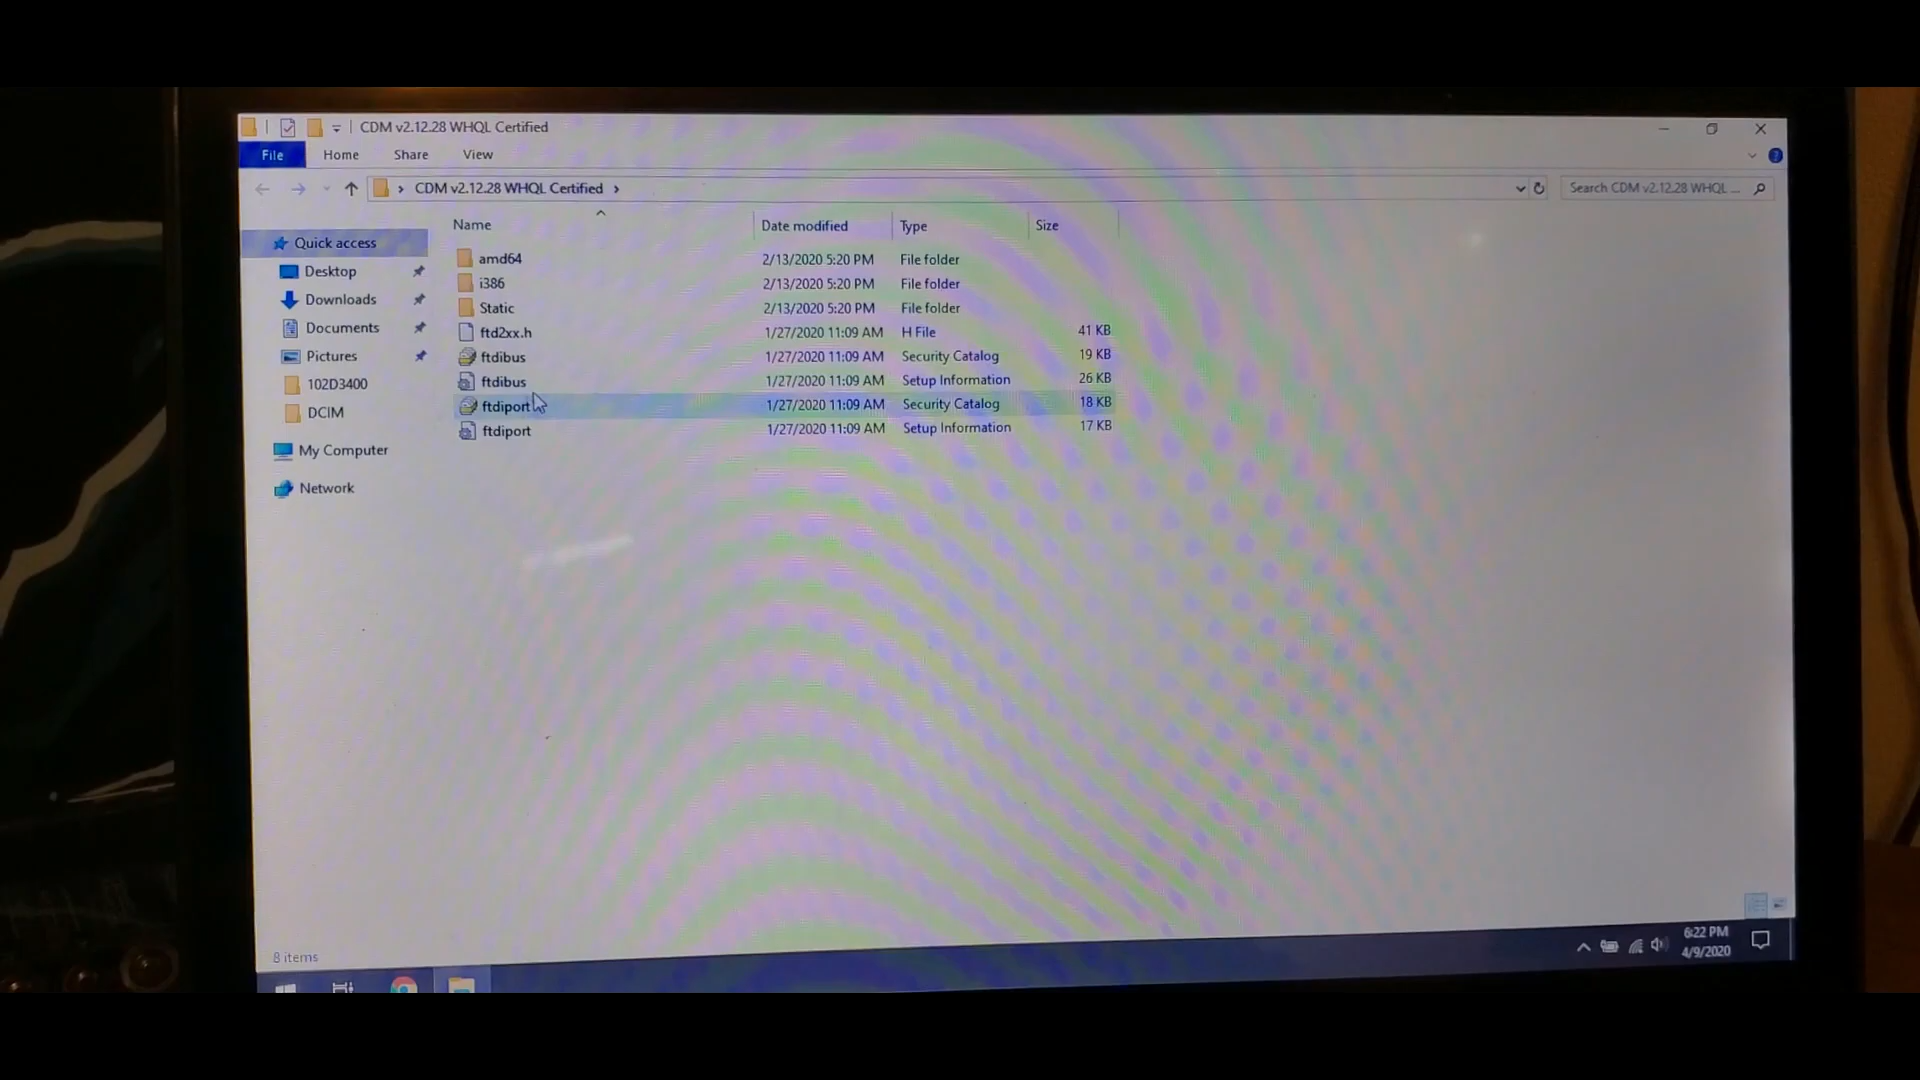 CDM v2.12.28 WHQL Certified
File Home Share View
CDM v2.12.28 WHQL Certified
Search CDM v2.12.28 WHQL ...
Name Date modified Type Size
Quick access
Desktop
Downloads
Documents
Pictures
102D3400
DCIM
My Computer
Network
amd64 2/13/2020 5:20 PM File folder
i386 2/13/2020 5:20 PM File folder
Static 2/13/2020 5:20 PM File folder
ftd2xx.h 1/27/2020 11:09 AM H File 41 KB
ftdibus 1/27/2020 11:09 AM Security Catalog 19 KB
ftdibus 1/27/2020 11:09 AM Setup Information 26 KB
ftdiport 1/27/2020 11:09 AM Security Catalog 18 KB
ftdiport 1/27/2020 11:09 AM Setup Information 17 KB
8 items
6:22 PM
4/9/2020